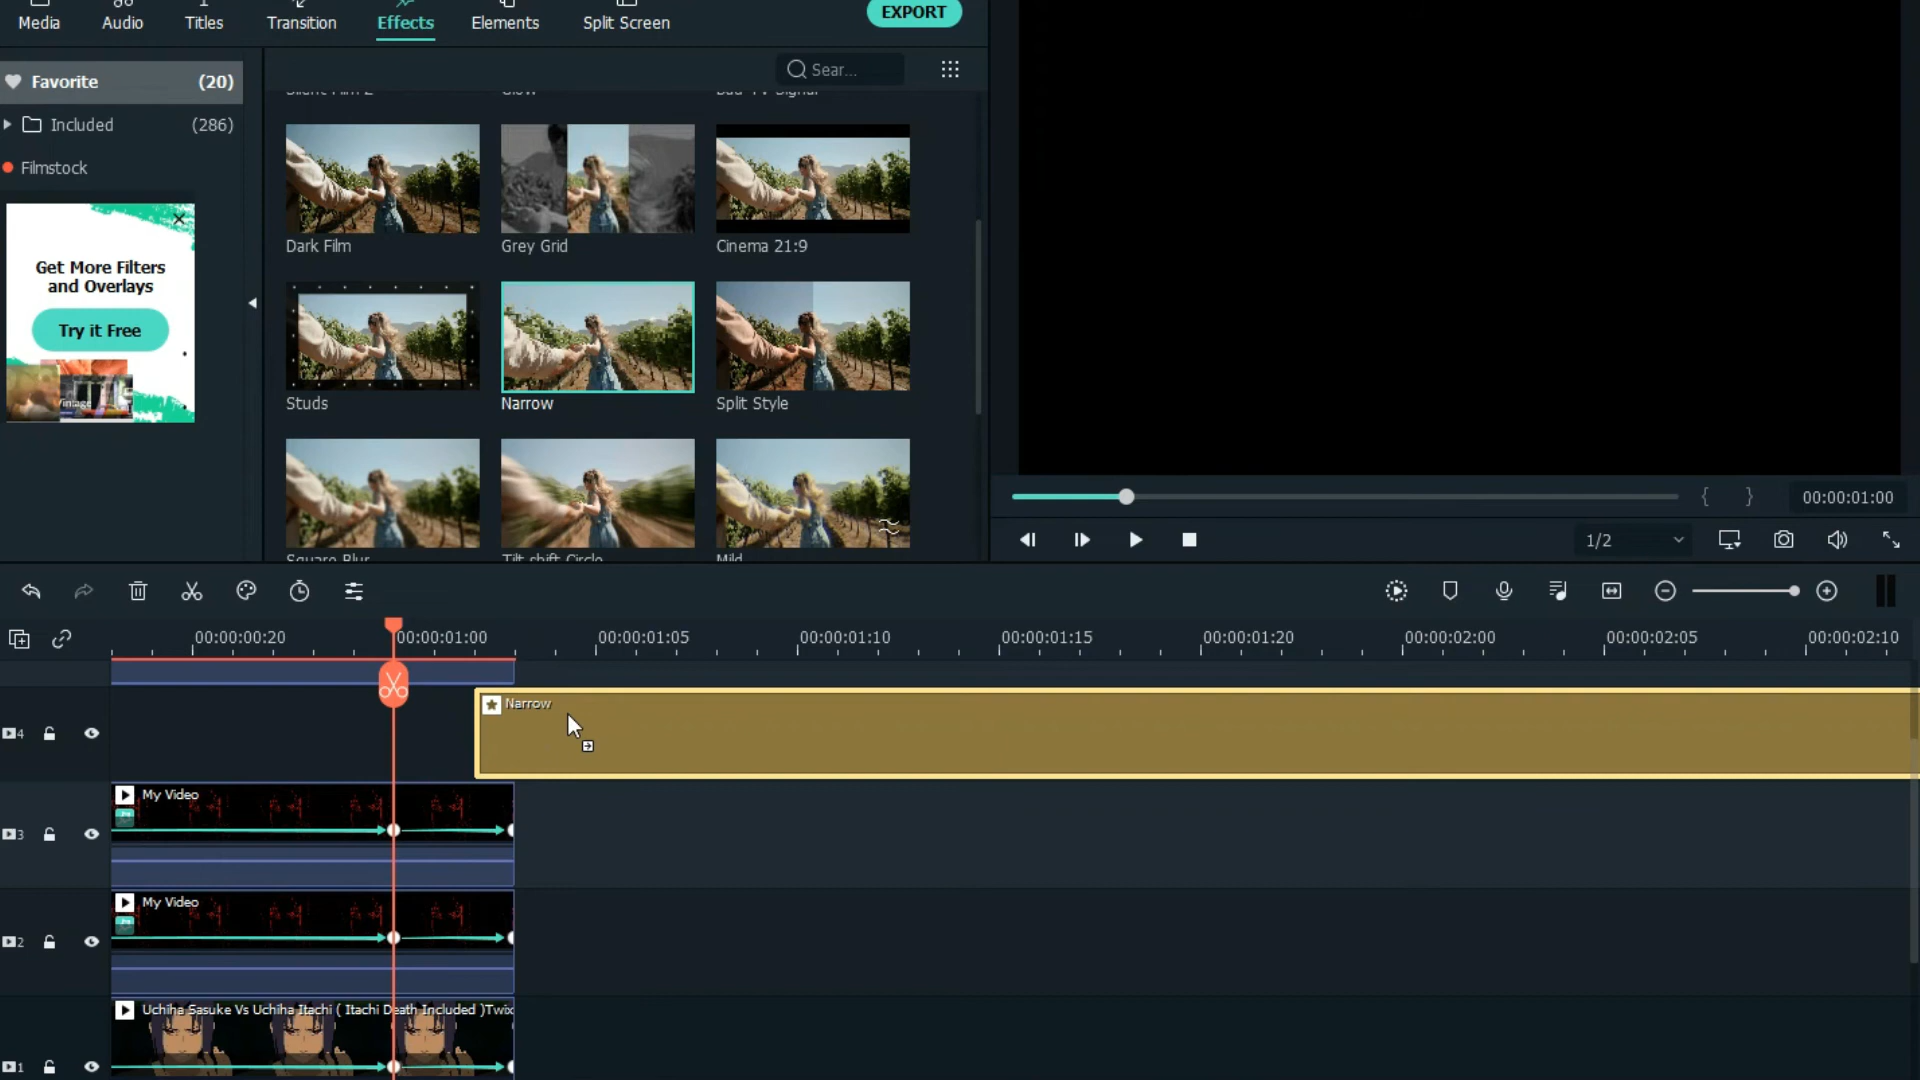 Media Audio Titles Transition Effects Elements Split Screen EXPORT
Favorite (20)
Sear...
Included (286)
Filmstock
Get More Filters
and Overlays
Try it Free
Vintage
Silent Film 2 Glow Bad TV Signal
Dark Film Grey Grid Cinema 21:9
Studs Narrow Split Style
Square Blur Tilt shift Circle Mild
{ } 00:00:01:00
1/2
00:00:00:20 00:00:01:00 00:00:01:05 00:00:01:10 00:00:01:15 00:00:01:20 00:00:02:00 00:00:02:05 00:00:02:10
Narrow
4
My Video
3
My Video
2
Uchiha Sasuke Vs Uchiha Itachi ( Itachi Death Included )Twix
1